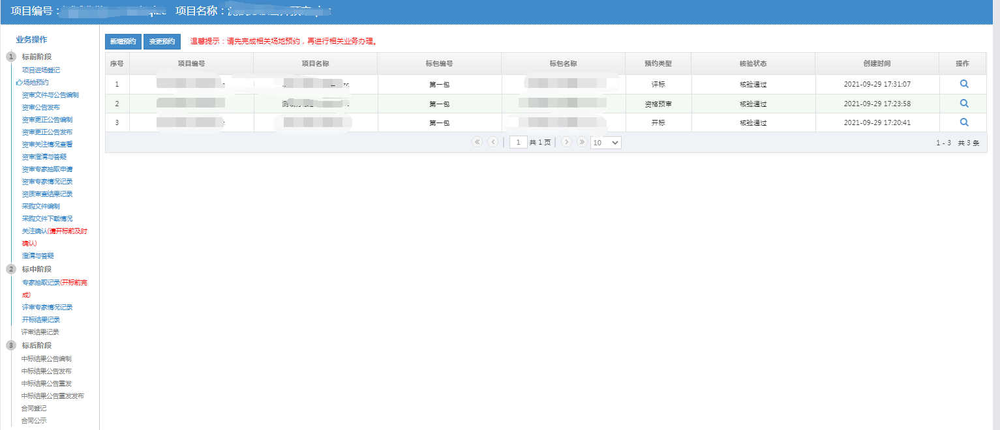 项目编号： 项目名称：
业务操作
1 标前阶段
项目进场登记
场地预约
资审文件与公告编制
资审公告发布
资审更正公告编制
资审更正公告发布
资审关注情况查看
资审澄清与答疑
资审专家抽取申请
资审专家情况记录
资质审查结果记录
采购文件编制
采购文件下载情况
关注确认(请开标前及时
确认)
澄清与答疑
2 标中阶段
专家抽取记录(开标前完
成)
评审专家情况记录
开标结果记录
评审结果记录
3 标后阶段
中标结果公告编制
中标结果公告发布
中标结果公告重发
中标结果公告重发发布
合同登记
合同公示
新增预约 变更预约 温馨提示：请先完成相关场地预约，再进行相关业务办理。
序号 项目编号 项目名称 标包编号 标包名称 预约类型 核验状态 创建时间 操作
1 第一包 评标 核验通过 2021-09-29 17:31:07
2 第一包 资格预审 核验通过 2021-09-29 17:23:58
3 第一包 开标 核验通过 2021-09-29 17:20:41
1 共 1 页 10 1 - 3 共 3 条